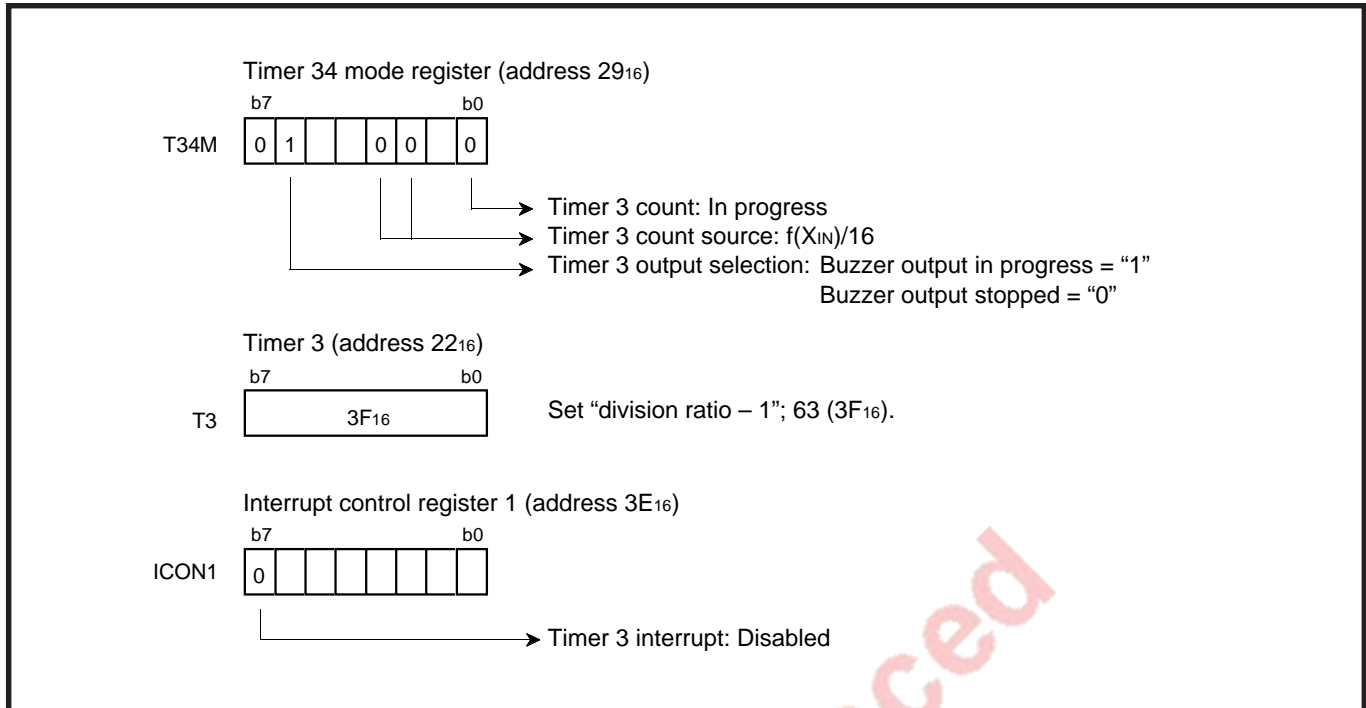 Timer 34 mode register (address 2916)
b7 b0
T34M 0 1 0 0 0
Timer 3 count: In progress
Timer 3 count source: f(XIN)/16
Timer 3 output selection: Buzzer output in progress = “1”
Buzzer output stopped = “0”
Timer 3 (address 2216)
b7 b0
T3 3F16 Set “division ratio – 1”; 63 (3F16).
Interrupt control register 1 (address 3E16)
b7 b0
ICON1 0
Timer 3 interrupt: Disabled
ced